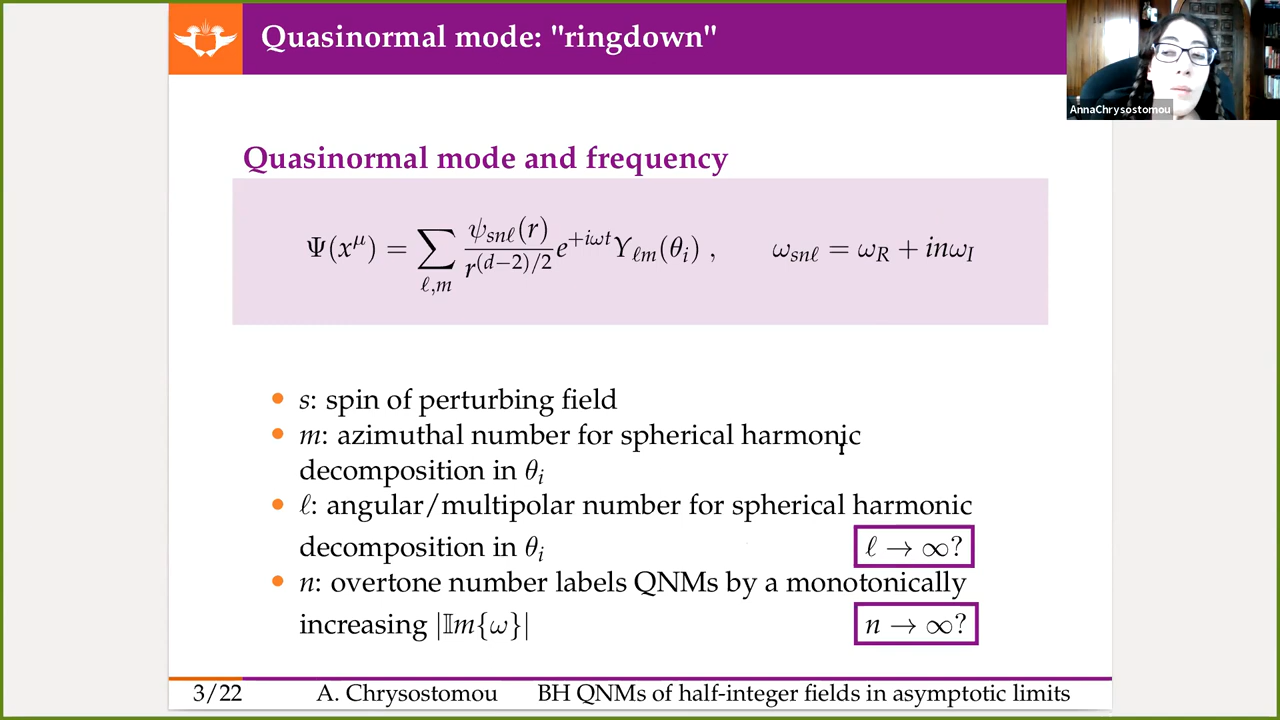 Quasinormal mode: "ringdown"
AnnaChrysostomou
Quasinormal mode and frequency
Ψ(x^μ) = ∑_{ℓ,m} ψ_{snℓ}(r) / r^{(d−2)/2} e^{+iωt} Y_{ℓm}(θ_i) , ω_{snℓ} = ω_R + inω_I
• s: spin of perturbing field
• m: azimuthal number for spherical harmonic
decomposition in θ_i
• ℓ: angular/multipolar number for spherical harmonic
decomposition in θ_i ℓ → ∞?
• n: overtone number labels QNMs by a monotonically
increasing |𝕀m{ω}| n → ∞?
3/22 A. Chrysostomou BH QNMs of half-integer fields in asymptotic limits